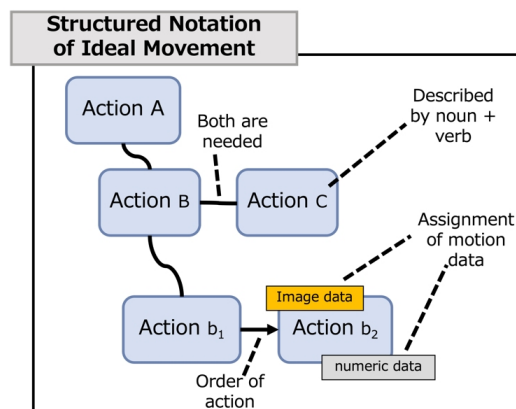 Structured Notation
of Ideal Movement
Action A
Both are
needed
Described
by noun +
verb
Action B
Action C
Assignment
of motion
data
Image data
Action b₁
Action b₂
numeric data
Order of
action